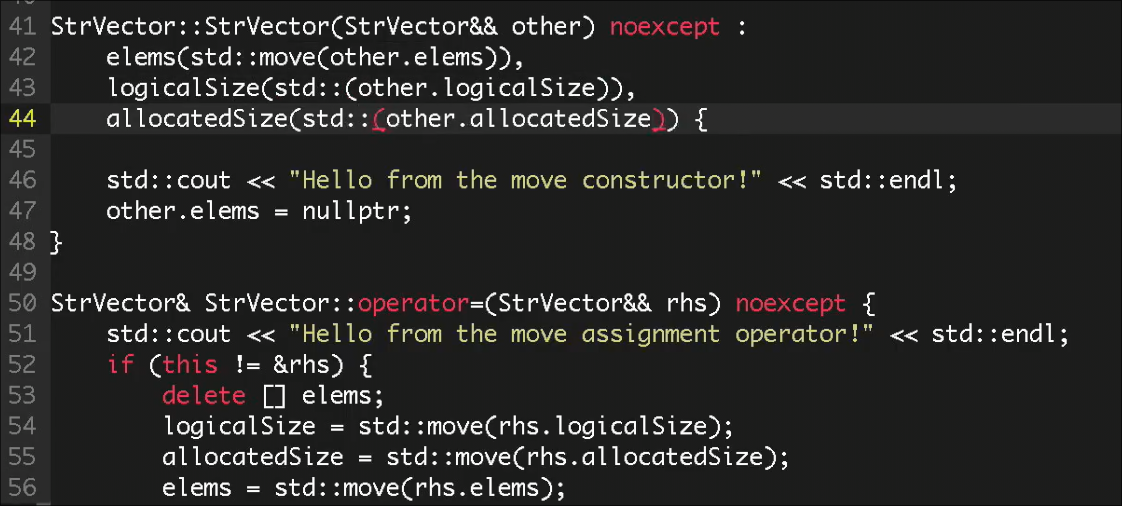 41 StrVector::StrVector(StrVector&& other) noexcept :
42     elems(std::move(other.elems)),
43     logicalSize(std::(other.logicalSize)),
44     allocatedSize(std::(other.allocatedSize)) {
45
46     std::cout << "Hello from the move constructor!" << std::endl;
47     other.elems = nullptr;
48 }
49
50 StrVector& StrVector::operator=(StrVector&& rhs) noexcept {
51     std::cout << "Hello from the move assignment operator!" << std::endl;
52     if (this != &rhs) {
53         delete [] elems;
54         logicalSize = std::move(rhs.logicalSize);
55         allocatedSize = std::move(rhs.allocatedSize);
56         elems = std::move(rhs.elems);